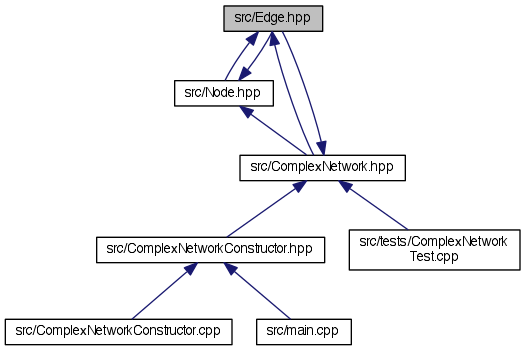 src/Edge.hpp
src/Node.hpp
src/ComplexNetwork.hpp
src/ComplexNetworkConstructor.hpp
src/tests/ComplexNetwork
Test.cpp
src/ComplexNetworkConstructor.cpp
src/main.cpp